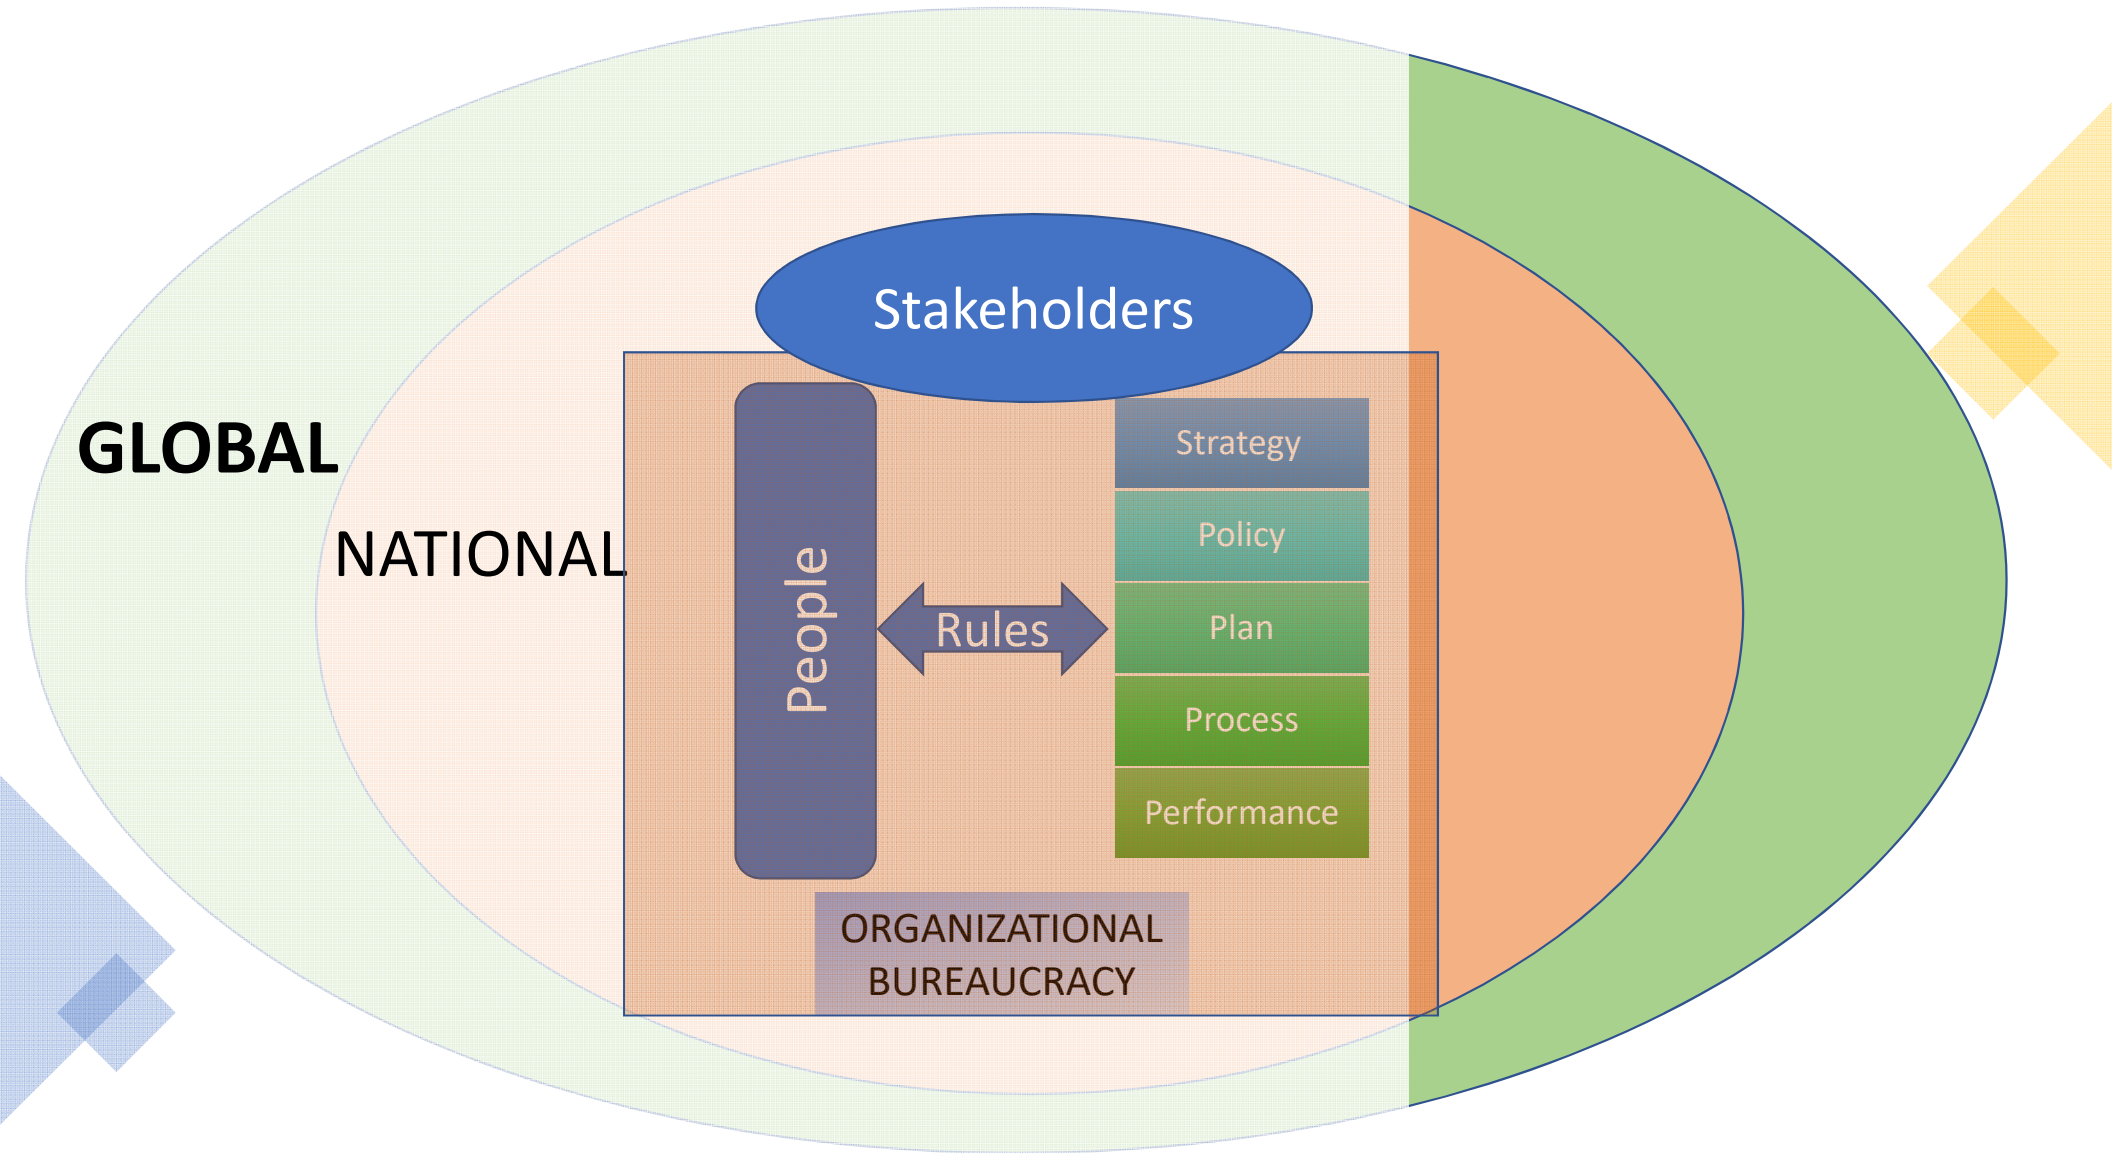 Stakeholders
GLOBAL
NATIONAL
People
Rules
Strategy
Policy
Plan
Process
Performance
ORGANIZATIONAL
BUREAUCRACY